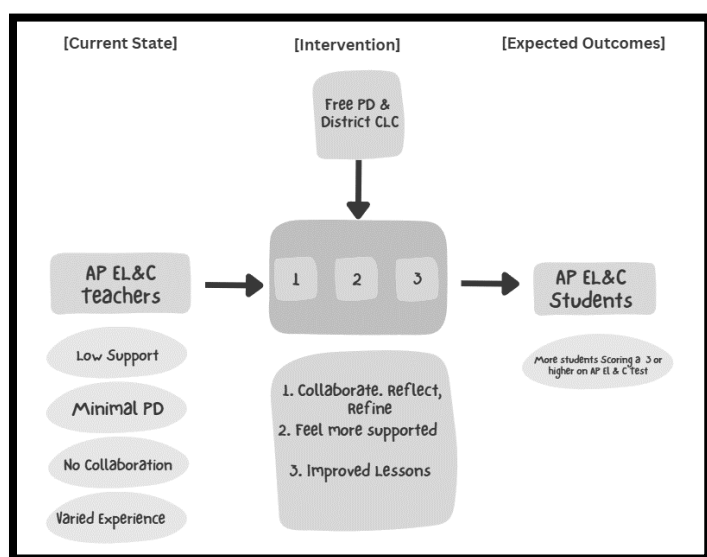 [Current State]
[Intervention]
[Expected Outcomes]
Free PD &
District CLC
AP EL&C
Teachers
1
2
3
AP EL&C
Students
Low Support
Minimal PD
No Collaboration
Varied Experience
1. Collaborate. Reflect,
Refine
2. Feel more supported
3. Improved Lessons
More students Scoring a 3 or
higher on AP El & C Test